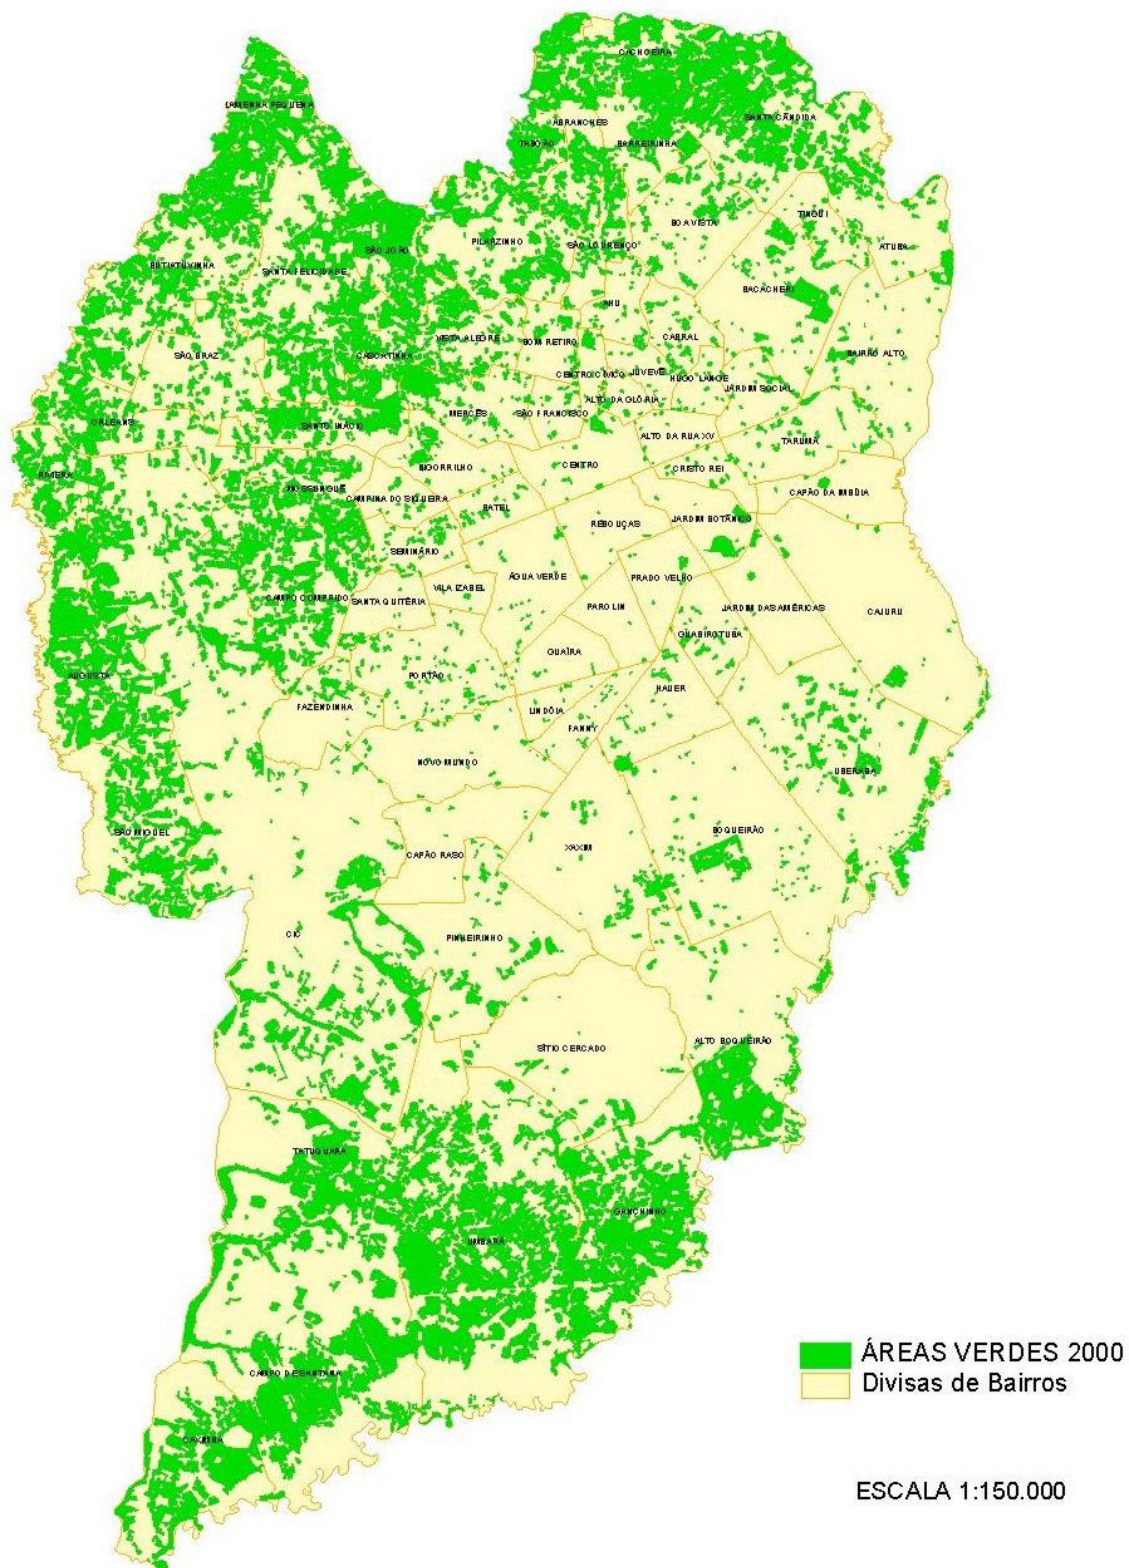 CACHOEIRA
LAMENHA PEQUENA
SANTA CÂNDIDA
ABRANCHES
TABOÃO
BARREIRINHA
TINGUI
BOA VISTA
PILARZINHO
SÃO LOURENÇO
ATUBA
SÃO JOÃO
BUTIATUVINHA
SANTA FELICIDADE
BACACHERI
AHU
VISTA ALEGRE
BOM RETIRO
CABRAL
SÃO BRAZ
CASCATINHA
BAIRRO ALTO
CENTRO CÍVICO
JUVEVÊ
HUGO LANGE
JARDIM SOCIAL
ALTO DA GLÓRIA
MERCÊS
SÃO FRANCISCO
ORLEANS
SANTO INÁCIO
ALTO DA RUA XV
TARUMÃ
RIVIERA
BIGORRILHO
CENTRO
CRISTO REI
MOSSUNGUÊ
CAMPINA DO SIQUEIRA
CAPÃO DA IMBÚIA
BATEL
REBOUÇAS
JARDIM BOTÂNICO
SEMINÁRIO
ÁGUA VERDE
PRADO VELHO
VILA IZABEL
CAMPO COMPRIDO
SANTA QUITÉRIA
PAROLIN
JARDIM DAS AMÉRICAS
CAJURU
GUABIROTUBA
GUAÍRA
AUGUSTA
PORTÃO
HAUER
FAZENDINHA
LINDÓIA
FANNY
NOVO MUNDO
UBERABA
SÃO MIGUEL
BOQUEIRÃO
CAPÃO RASO
XAXIM
CIC
PINHEIRINHO
SÍTIO CERCADO
ALTO BOQUEIRÃO
TATUQUARA
GANCHINHO
UMBARÁ
CAMPO DE SANTANA
CAXIMBA
ÁREAS VERDES 2000
Divisas de Bairros
ESCALA 1:150.000